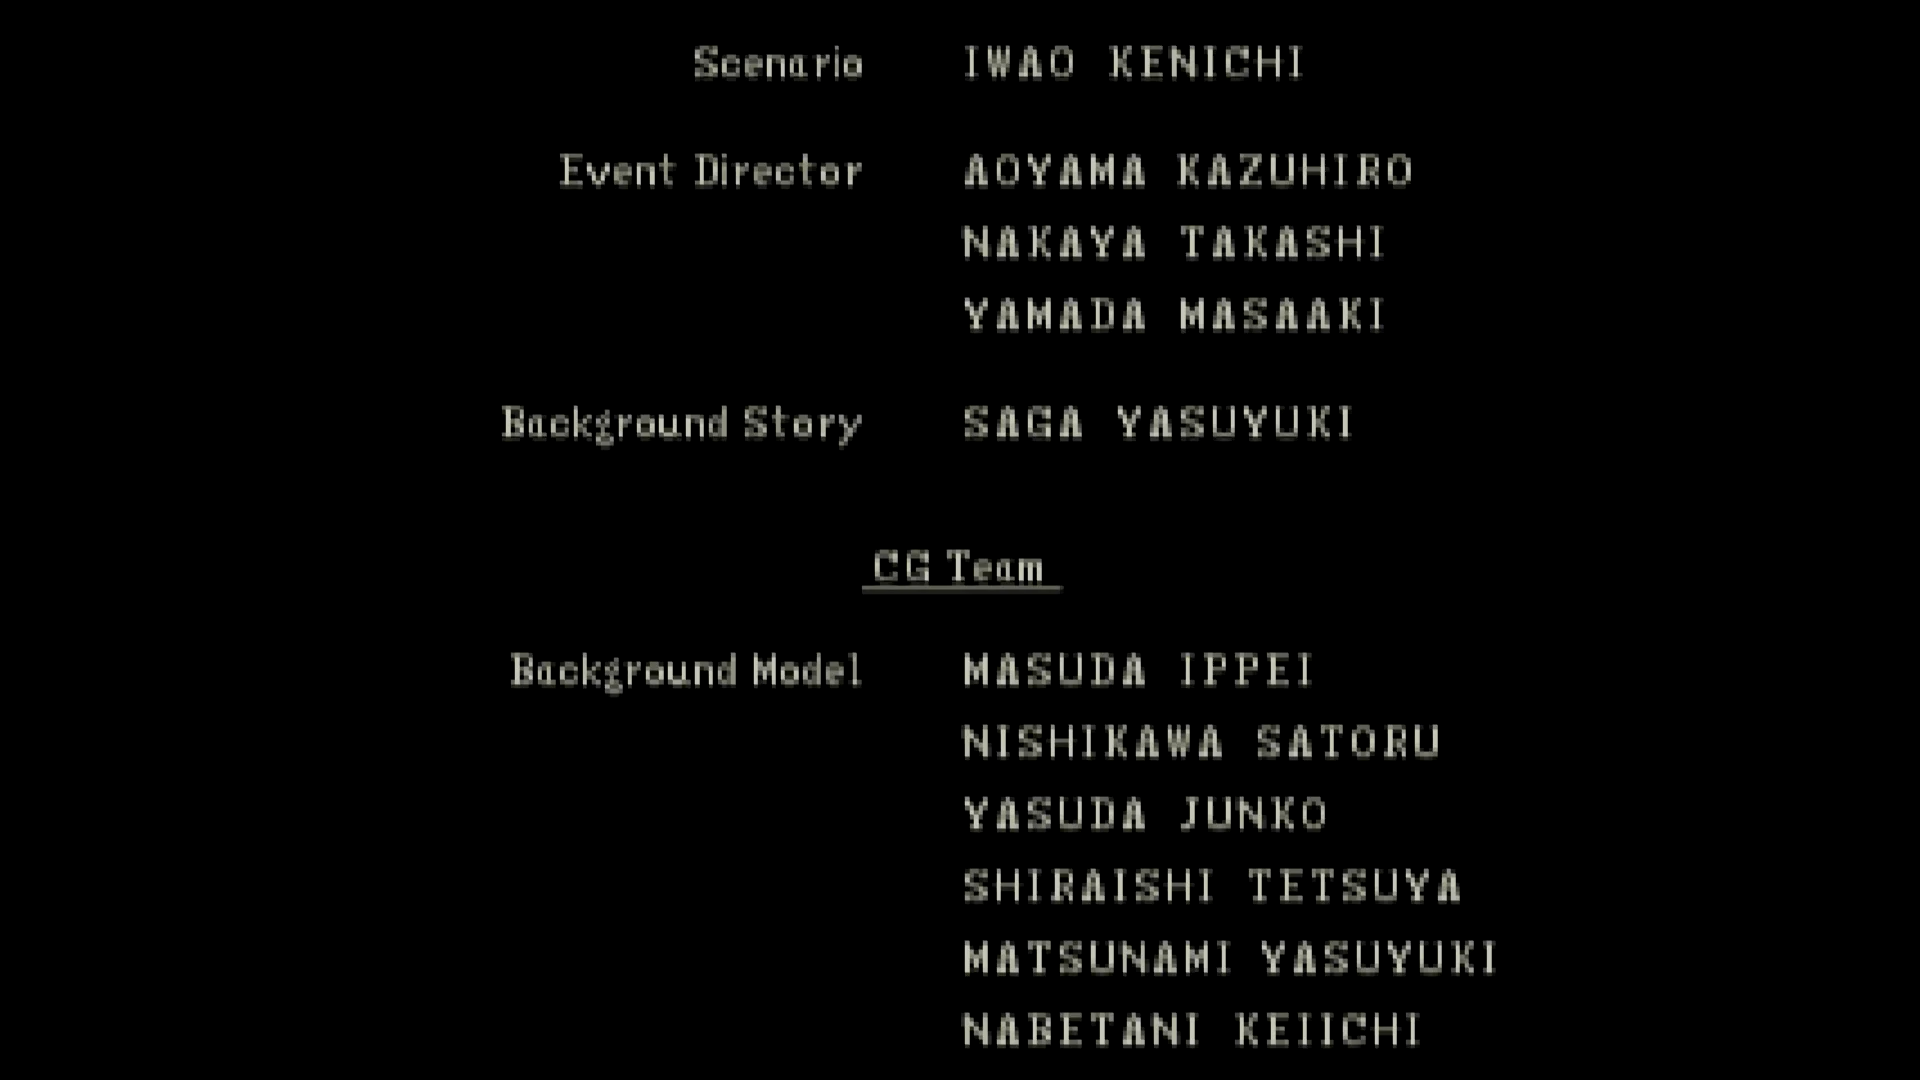 Scenario IWAO KENICHI
Event Director AOYAMA KAZUHIRO
NAKAYA TAKASHI
YAMADA MASAAKI
Background Story SAGA YASUYUKI
CG Team
Background Model MASUDA IPPEI
NISHIKAWA SATORU
YASUDA JUNKO
SHIRAISHI TETSUYA
MATSUNAMI YASUYUKI
NABETANI KEIICHI